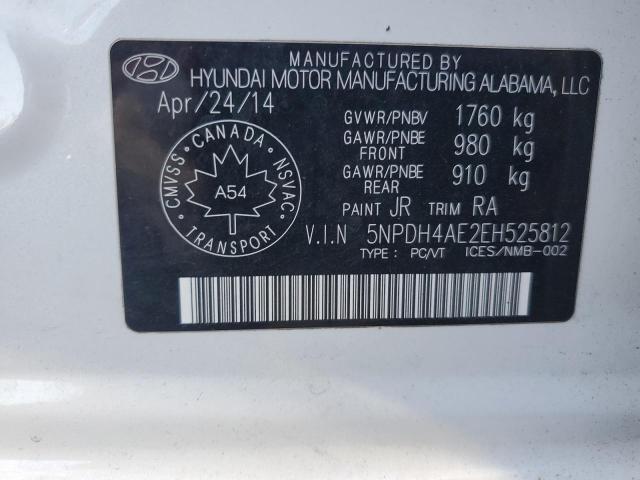 MANUFACTURED BY
HYUNDAI MOTOR MANUFACTURING ALABAMA, LLC
Apr/24/14
GVWR/PNBV 1760 kg
GAWR/PNBE FRONT 980 kg
GAWR/PNBE REAR 910 kg
CANADA
CMVSS NSVAC
A54
TRANSPORT
PAINT JR TRIM RA
V.I.N 5NPDH4AE2EH525812
TYPE : PC/VT ICES/NMB-002